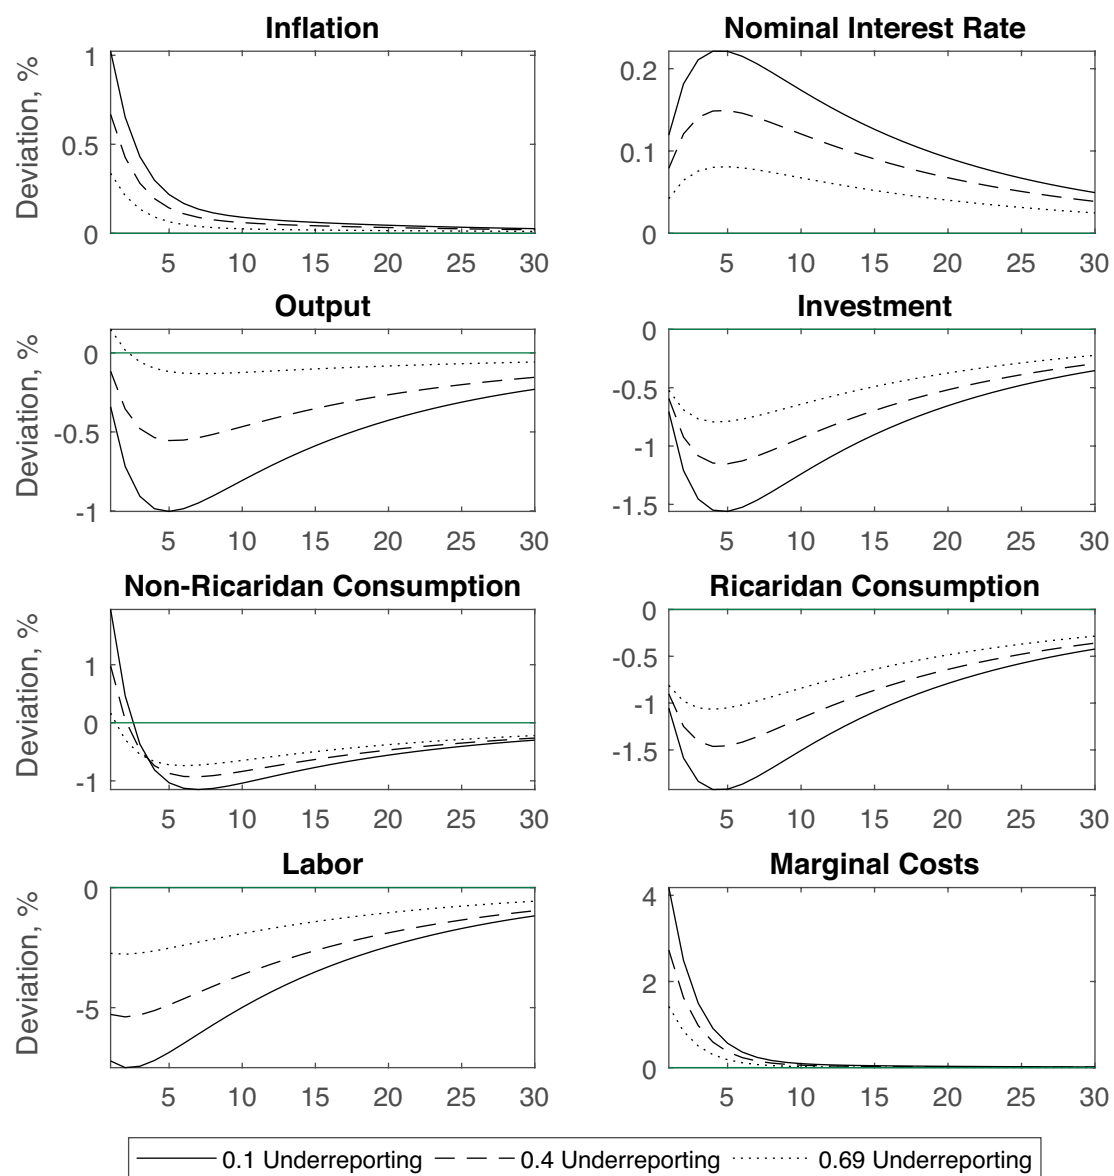 Inflation
Nominal Interest Rate
Deviation, %
1
0.5
0
5 10 15 20 25 30
0.2
0.1
0
5 10 15 20 25 30
Output
Investment
Deviation, %
0
-0.5
-1
5 10 15 20 25 30
0
-0.5
-1
-1.5
5 10 15 20 25 30
Non-Ricaridan Consumption
Ricaridan Consumption
Deviation, %
1
0
-1
5 10 15 20 25 30
0
-0.5
-1
-1.5
5 10 15 20 25 30
Labor
Marginal Costs
Deviation, %
0
-5
5 10 15 20 25 30
4
2
0
5 10 15 20 25 30
0.1 Underreporting 0.4 Underreporting 0.69 Underreporting